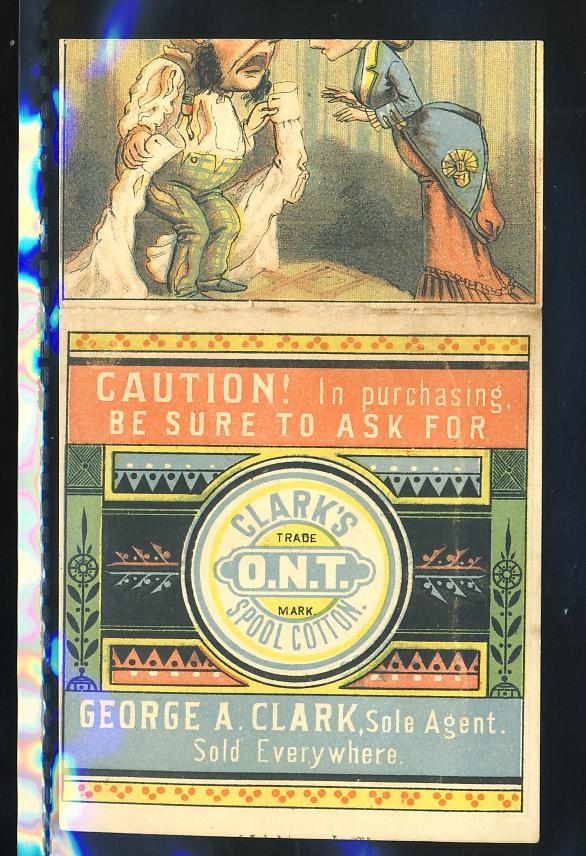 CAUTION! In purchasing,
BE SURE TO ASK FOR
CLARK'S
TRADE
O.N.T.
MARK.
SPOOL COTTON.
GEORGE A. CLARK, Sole Agent.
Sold Everywhere.